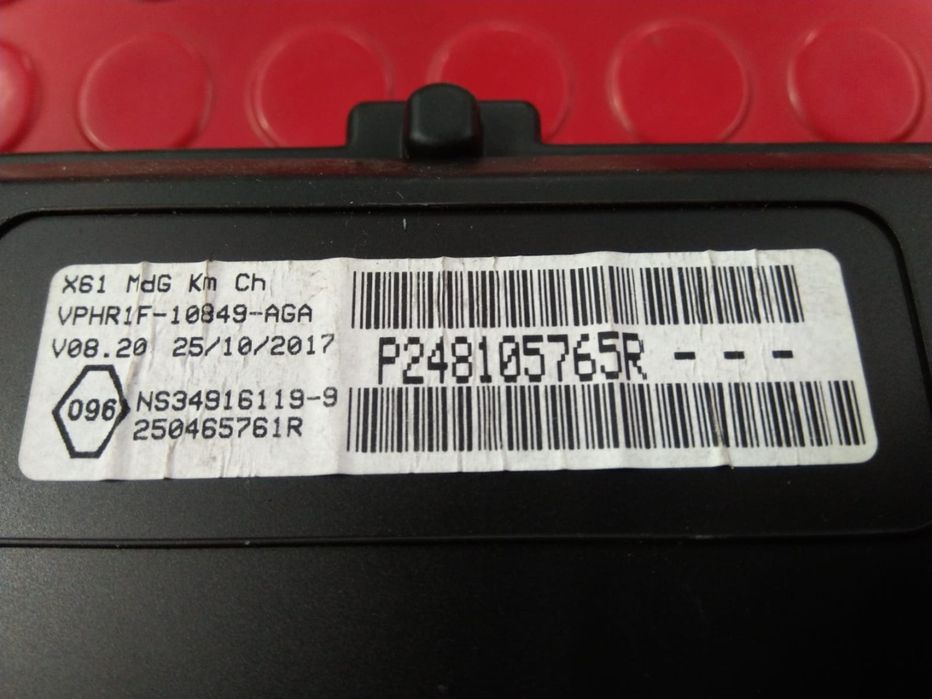 X61 MdG Km Ch
VPHR1F-10849-AGA
V08.20 25/10/2017
P248105765R - - -
096
NS34916119-9
250465761R